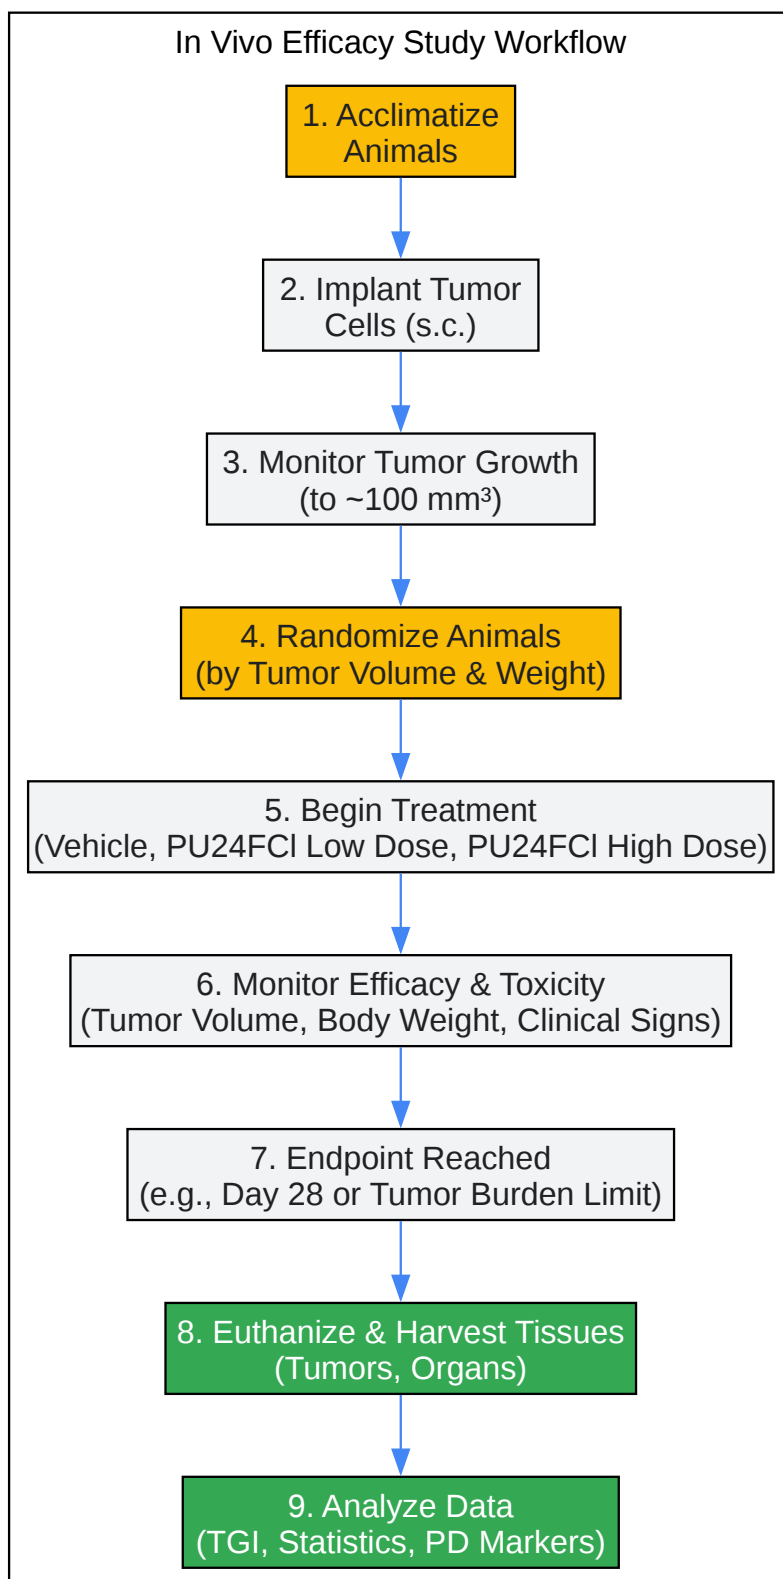 In Vivo Efficacy Study Workflow
1. Acclimatize
Animals
2. Implant Tumor
Cells (s.c.)
3. Monitor Tumor Growth
(to ~100 mm³)
4. Randomize Animals
(by Tumor Volume & Weight)
5. Begin Treatment
(Vehicle, PU24FCl Low Dose, PU24FCl High Dose)
6. Monitor Efficacy & Toxicity
(Tumor Volume, Body Weight, Clinical Signs)
7. Endpoint Reached
(e.g., Day 28 or Tumor Burden Limit)
8. Euthanize & Harvest Tissues
(Tumors, Organs)
9. Analyze Data
(TGI, Statistics, PD Markers)